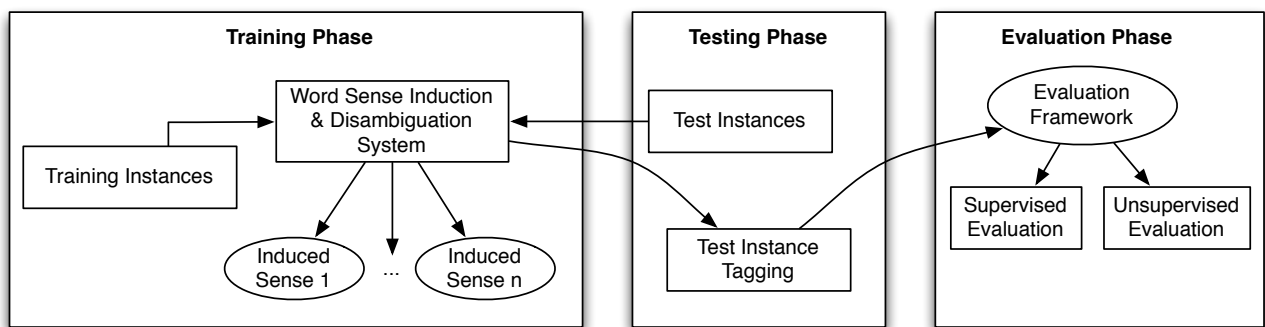 Training Phase
Word Sense Induction
& Disambiguation
System
Training Instances
Induced
Sense 1
...
Induced
Sense n
Testing Phase
Test Instances
Test Instance
Tagging
Evaluation Phase
Evaluation
Framework
Supervised
Evaluation
Unsupervised
Evaluation